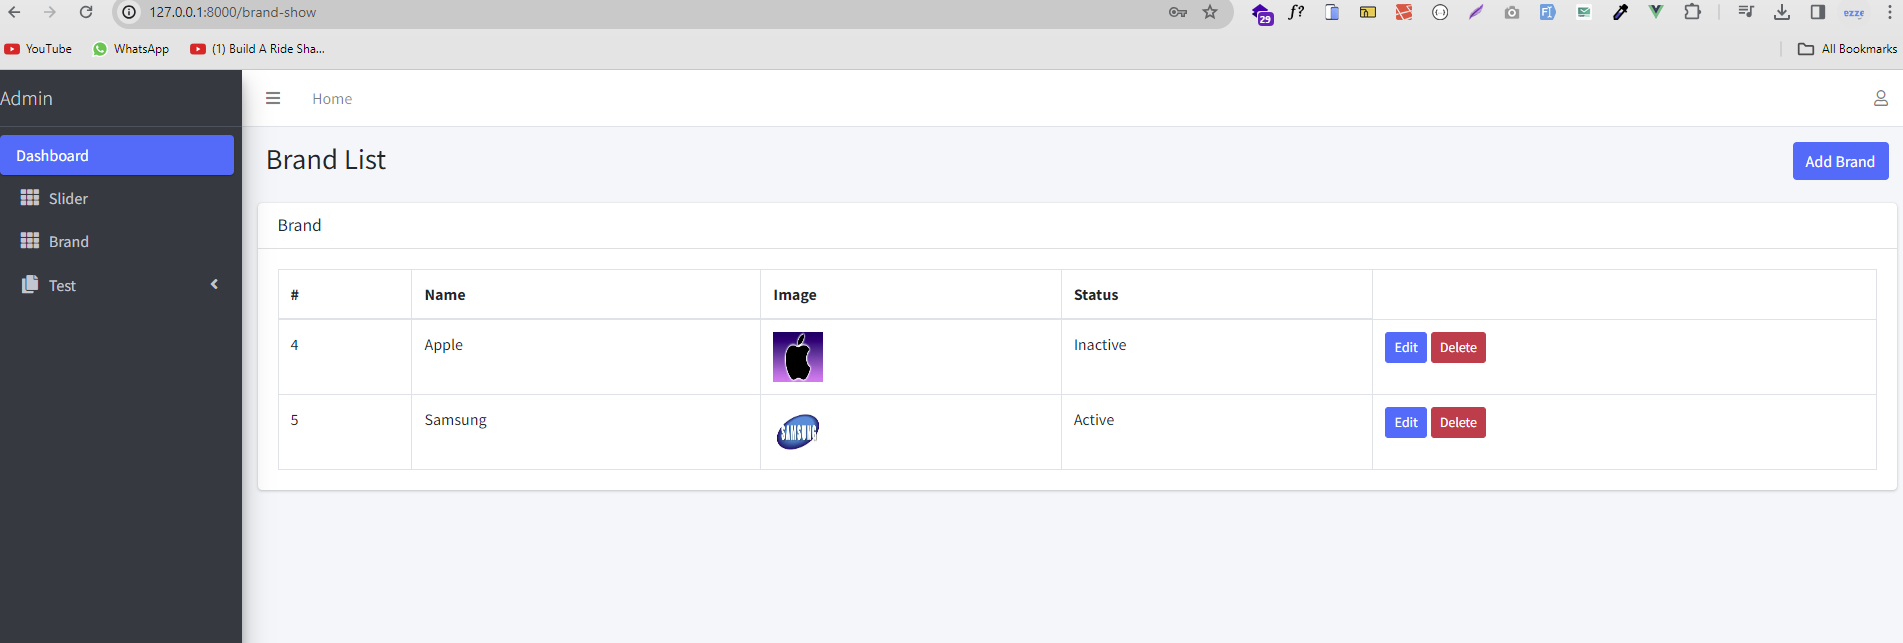 127.0.0.1:8000/brand-show
29
f?
ezze
YouTube
WhatsApp
(1) Build A Ride Sha...
All Bookmarks
Admin
Home
Dashboard
Brand List
Add Brand
Slider
Brand
Brand
Test
# Name Image Status
4 Apple Inactive Edit Delete
5 Samsung SAMSUNG Active Edit Delete